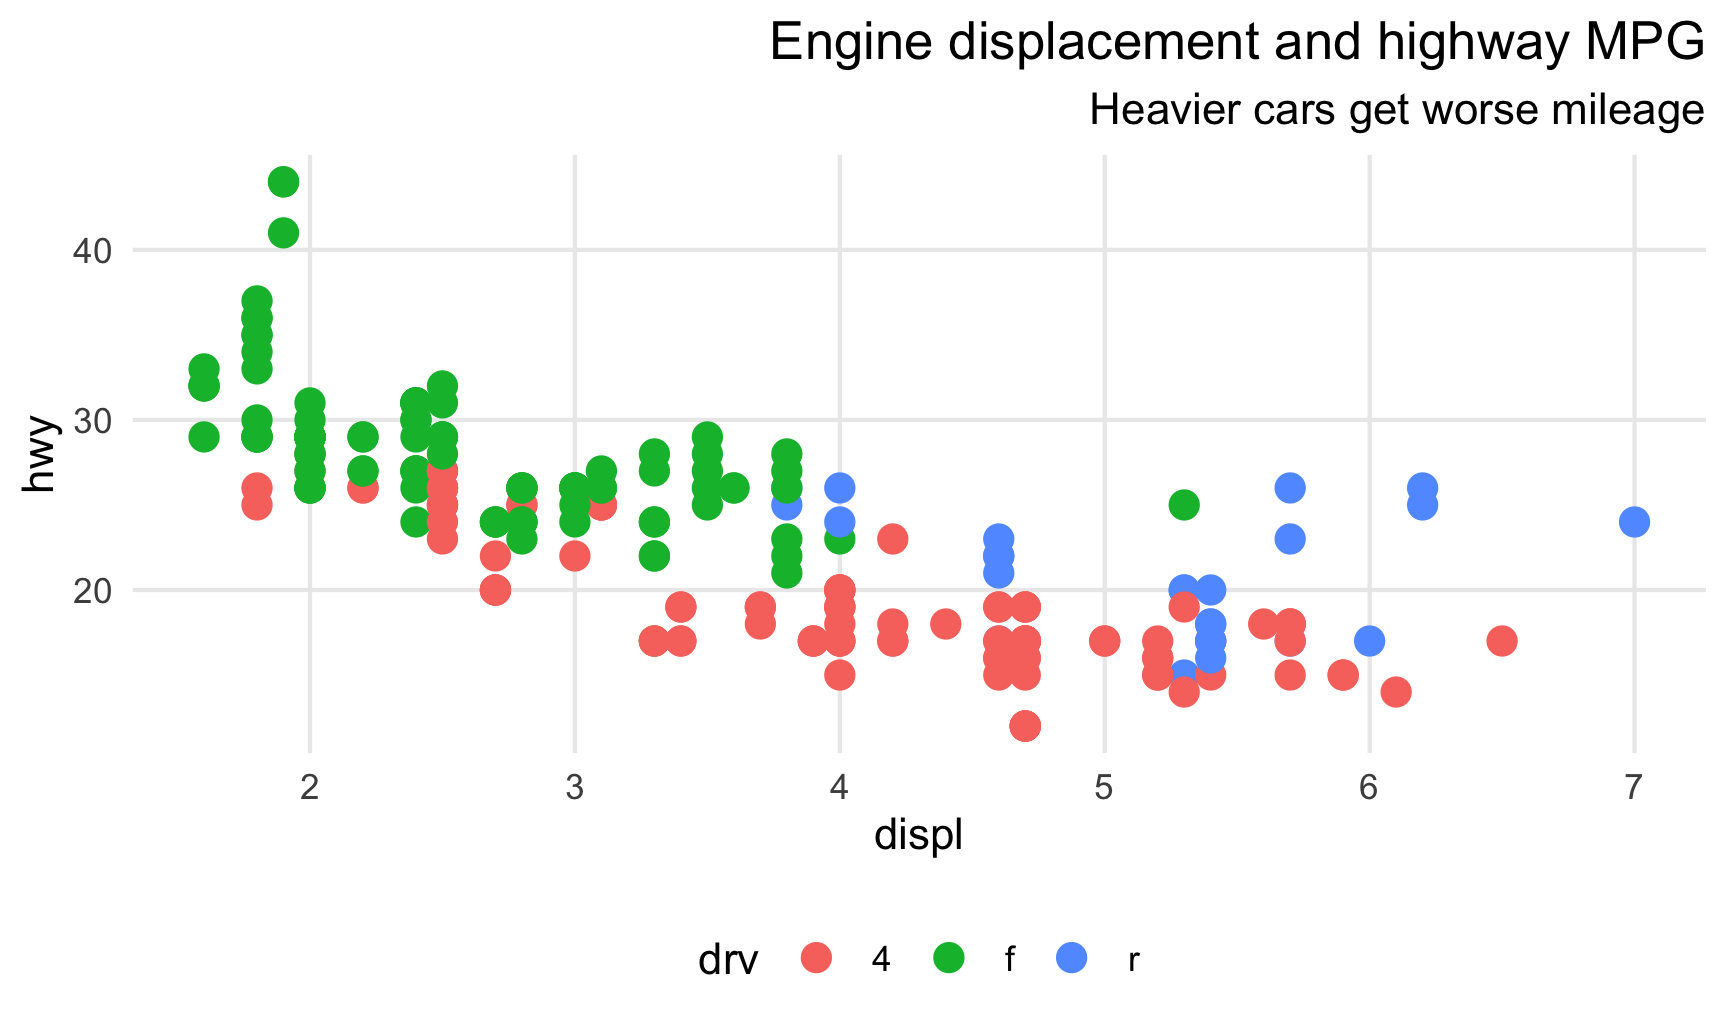 Engine displacement and highway MPG
Heavier cars get worse mileage
hwy
40
30
20
2 3 4 5 6 7
displ
drv 4 f r